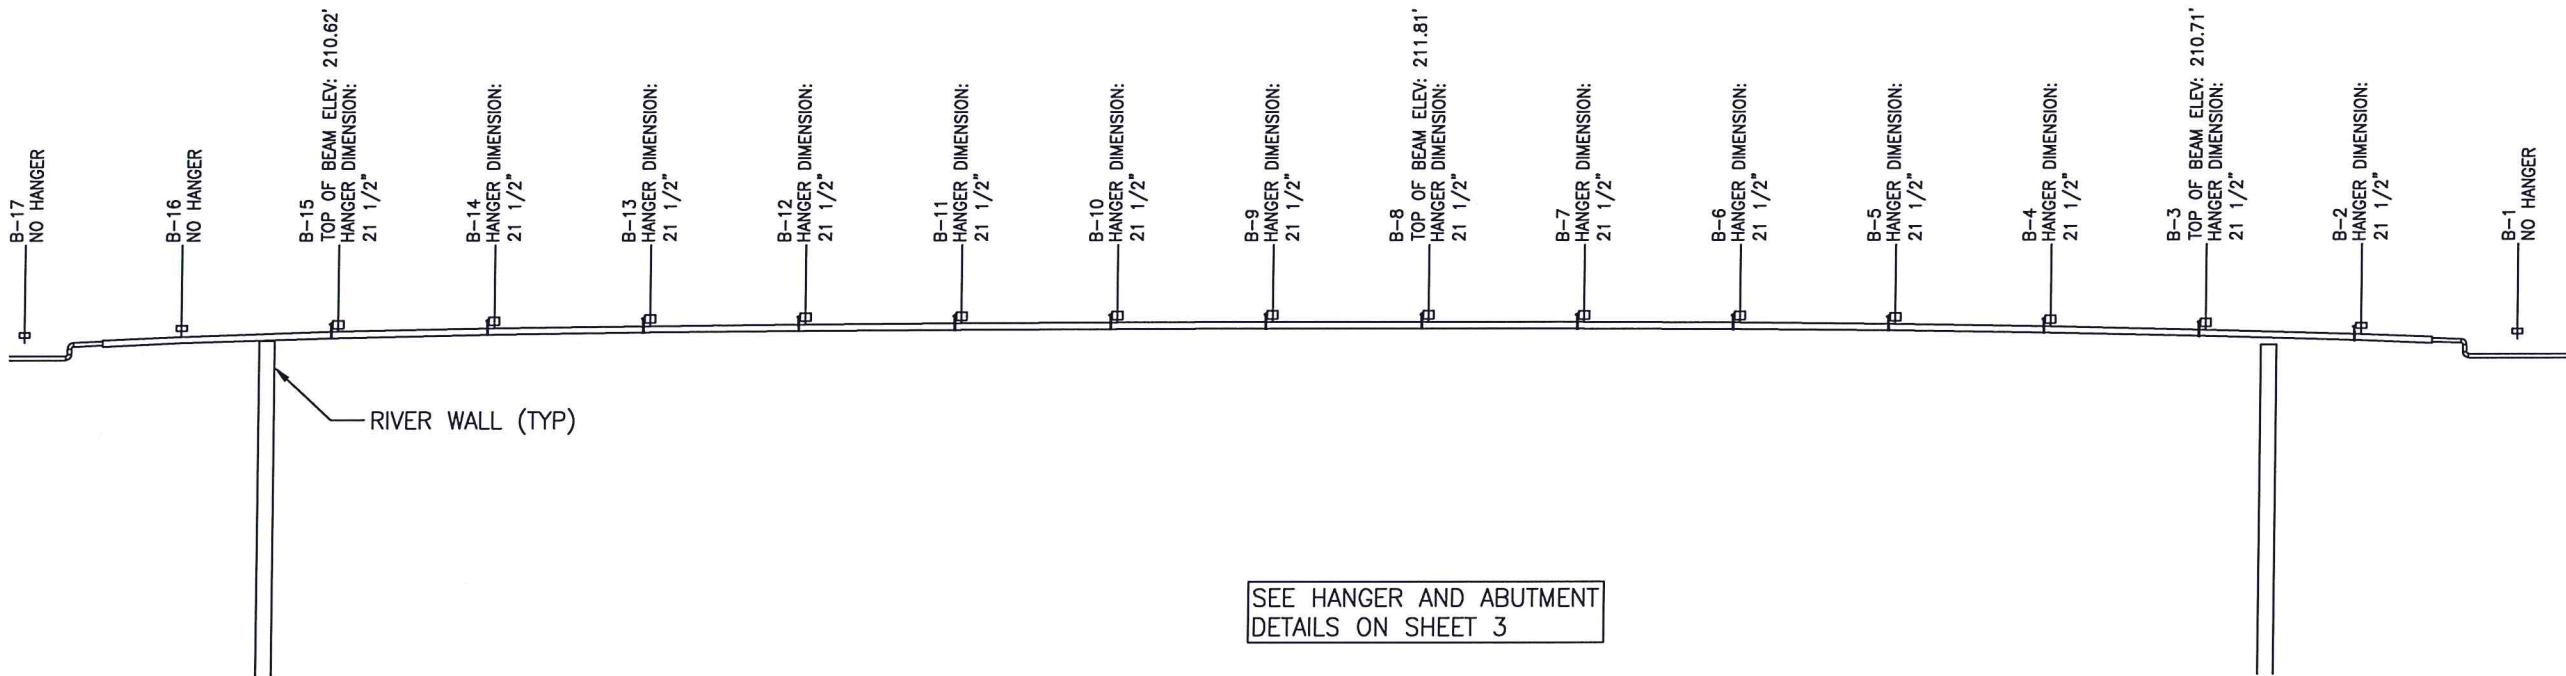 B-17
NO HANGER
B-16
NO HANGER
B-15
TOP OF BEAM ELEV: 210.62'
HANGER DIMENSION:
21 1/2"
B-14
HANGER DIMENSION:
21 1/2"
B-13
HANGER DIMENSION:
21 1/2"
B-12
HANGER DIMENSION:
21 1/2"
B-11
HANGER DIMENSION:
21 1/2"
B-10
HANGER DIMENSION:
21 1/2"
B-9
HANGER DIMENSION:
21 1/2"
B-8
TOP OF BEAM ELEV: 211.81'
HANGER DIMENSION:
21 1/2"
B-7
HANGER DIMENSION:
21 1/2"
B-6
HANGER DIMENSION:
21 1/2"
B-5
HANGER DIMENSION:
21 1/2"
B-4
HANGER DIMENSION:
21 1/2"
B-3
TOP OF BEAM ELEV: 210.71'
HANGER DIMENSION:
21 1/2"
B-2
HANGER DIMENSION:
21 1/2"
B-1
NO HANGER
RIVER WALL (TYP)
SEE HANGER AND ABUTMENT
DETAILS ON SHEET 3